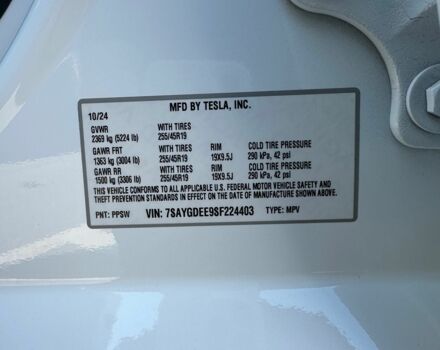 MFD BY TESLA, INC.
10/24
GVWR WITH TIRES
2369 kg (5224 lb) 255/45R19
GAWR FRT WITH TIRES RIM COLD TIRE PRESSURE
1363 kg (3004 lb) 255/45R19 19X9.5J 290 kPa, 42 psi
GAWR RR WITH TIRES RIM COLD TIRE PRESSURE
1500 kg (3306 lb) 255/45R19 19X9.5J 290 kPa, 42 psi
THIS VEHICLE CONFORMS TO ALL APPLICABLE U.S. FEDERAL MOTOR VEHICLE SAFETY AND
THEFT PREVENTION STANDARDS IN EFFECT ON THE DATE OF MANUFACTURE SHOWN ABOVE.
PNT: PPSW VIN: 7SAYGDEE9SF224403 TYPE: MPV